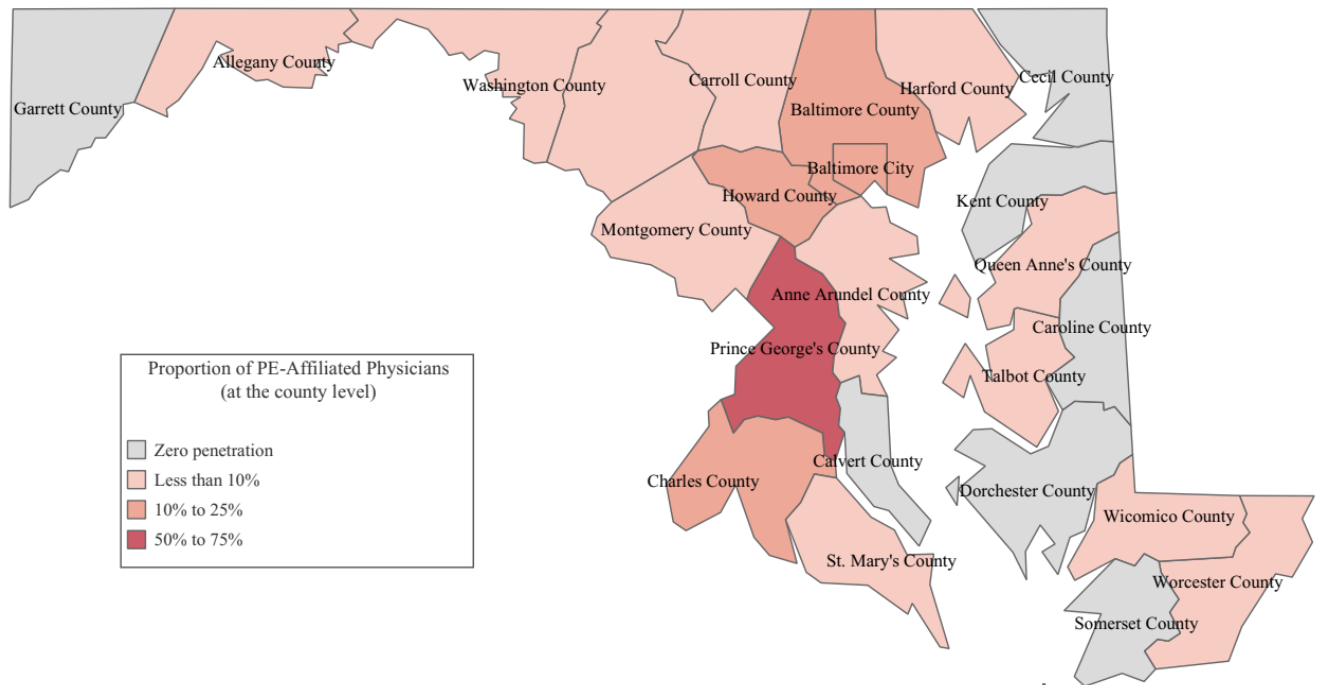 Allegany County
Washington County
Carroll County
Cecil County
Harford County
Garrett County
Baltimore County
Baltimore City
Howard County
Kent County
Montgomery County
Queen Anne's County
Anne Arundel County
Caroline County
Prince George's County
Talbot County
Proportion of PE-Affiliated Physicians
(at the county level)
Zero penetration
Less than 10%
10% to 25%
50% to 75%
Calvert County
Charles County
Dorchester County
Wicomico County
St. Mary's County
Worcester County
Somerset County